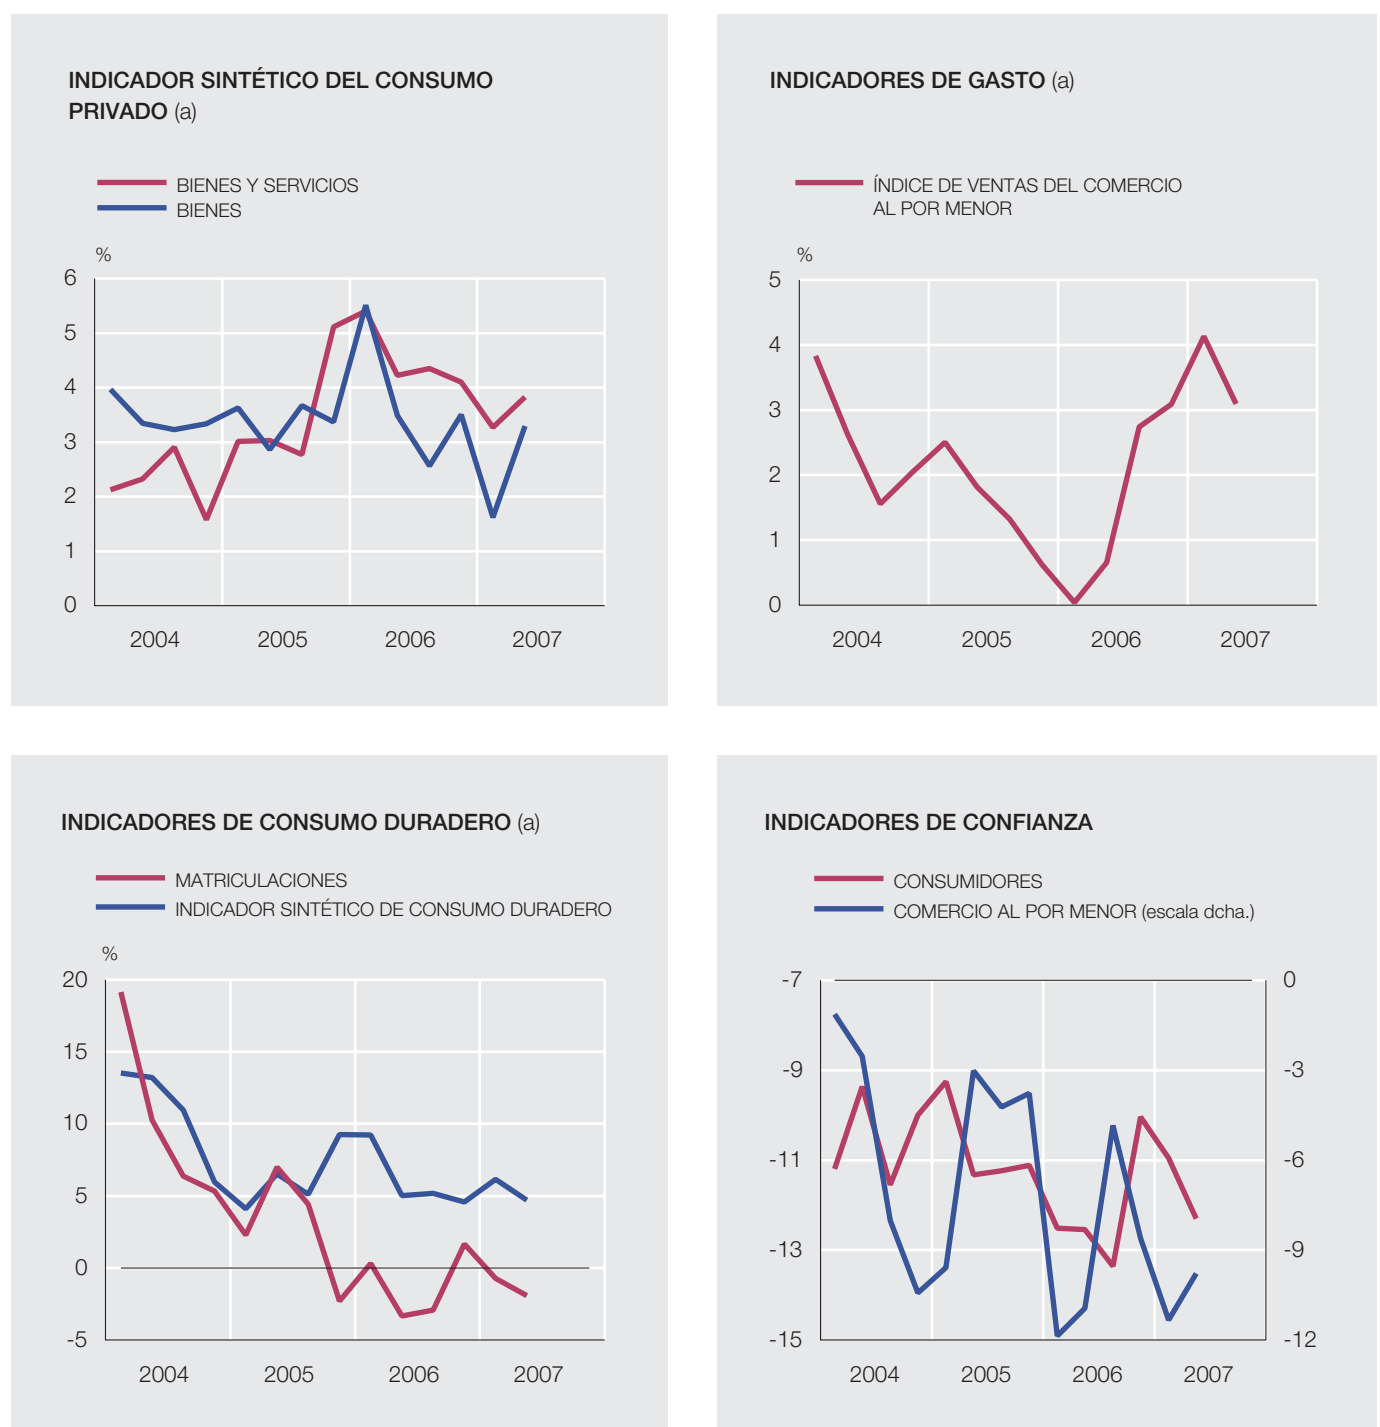 INDICADOR SINTÉTICO DEL CONSUMO
PRIVADO (a)
BIENES Y SERVICIOS
BIENES
%
6
5
4
3
2
1
0
2004 2005 2006 2007
INDICADORES DE GASTO (a)
ÍNDICE DE VENTAS DEL COMERCIO
AL POR MENOR
%
5
4
3
2
1
0
2004 2005 2006 2007
INDICADORES DE CONSUMO DURADERO (a)
MATRICULACIONES
INDICADOR SINTÉTICO DE CONSUMO DURADERO
%
20
15
10
5
0
-5
2004 2005 2006 2007
INDICADORES DE CONFIANZA
CONSUMIDORES
COMERCIO AL POR MENOR (escala dcha.)
-7 0
-9 -3
-11 -6
-13 -9
-15 -12
2004 2005 2006 2007